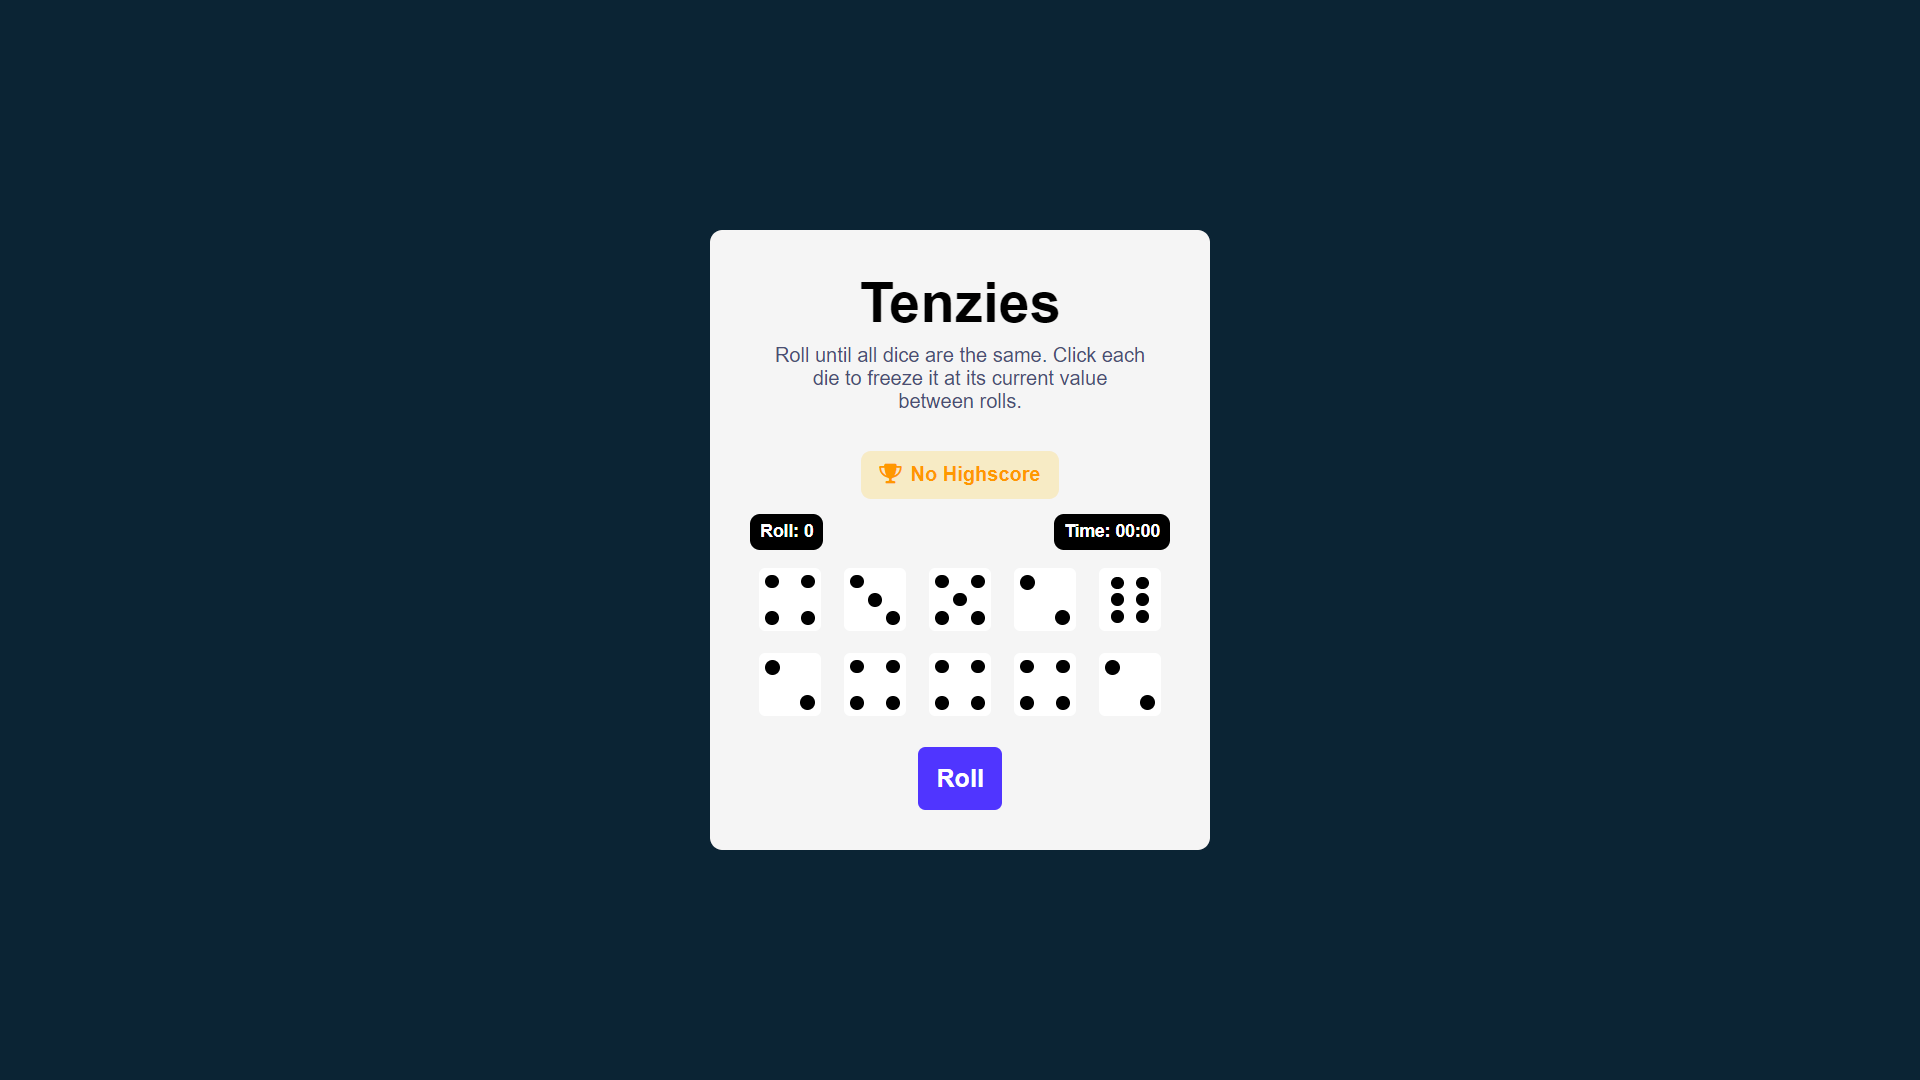 Tenzies
Roll until all dice are the same. Click each
die to freeze it at its current value
between rolls.
No Highscore
Roll: 0
Time: 00:00
Roll